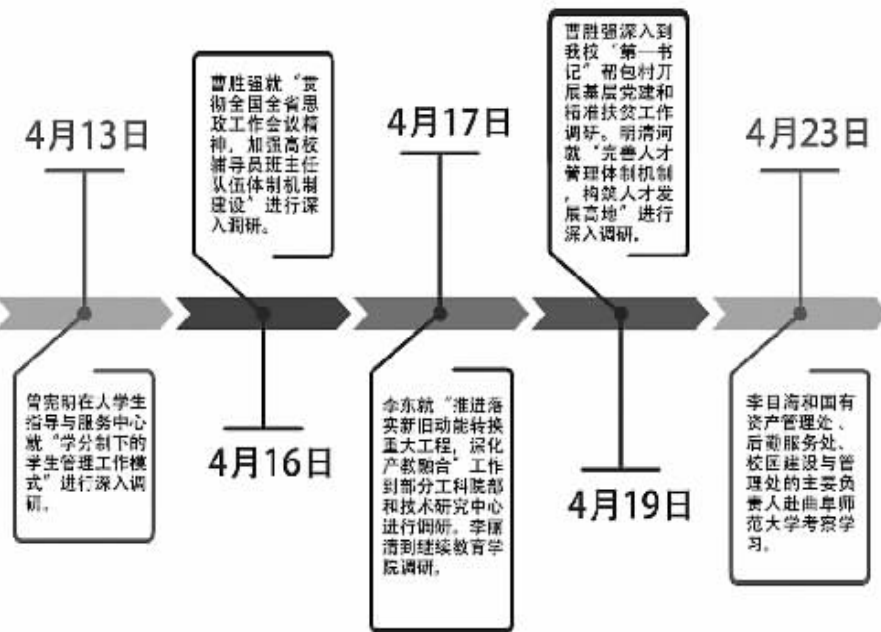 4月13日
曾宪明在大学生
指导与服务中心
就“学分制下的
学生管理工作模
式”进行深入调
研。
曹胜强就“贯
彻全国全省思
政工作会议精
神，加强高校
辅导员班主任
队伍体制机制
建设”进行深
入调研。
4月16日
4月17日
李东就“推进落
实新旧动能转换
重大工程，深化
产教融合”工作
到部分工科院部
和技术研究中心
进行调研。李丽
清到继续教育学
院调研。
曹胜强深入到
我校“第一书
记”帮包村开
展基层党建和
精准扶贫工作
调研。明清河
就“完善人才
管理体制机制
，构筑人才发
展高地”进行
深入调研。
4月19日
4月23日
李目海和国有
资产管理处、
后勤服务处、
校区建设与管
理处的主要负
责人赴曲阜师
范大学考察学
习。